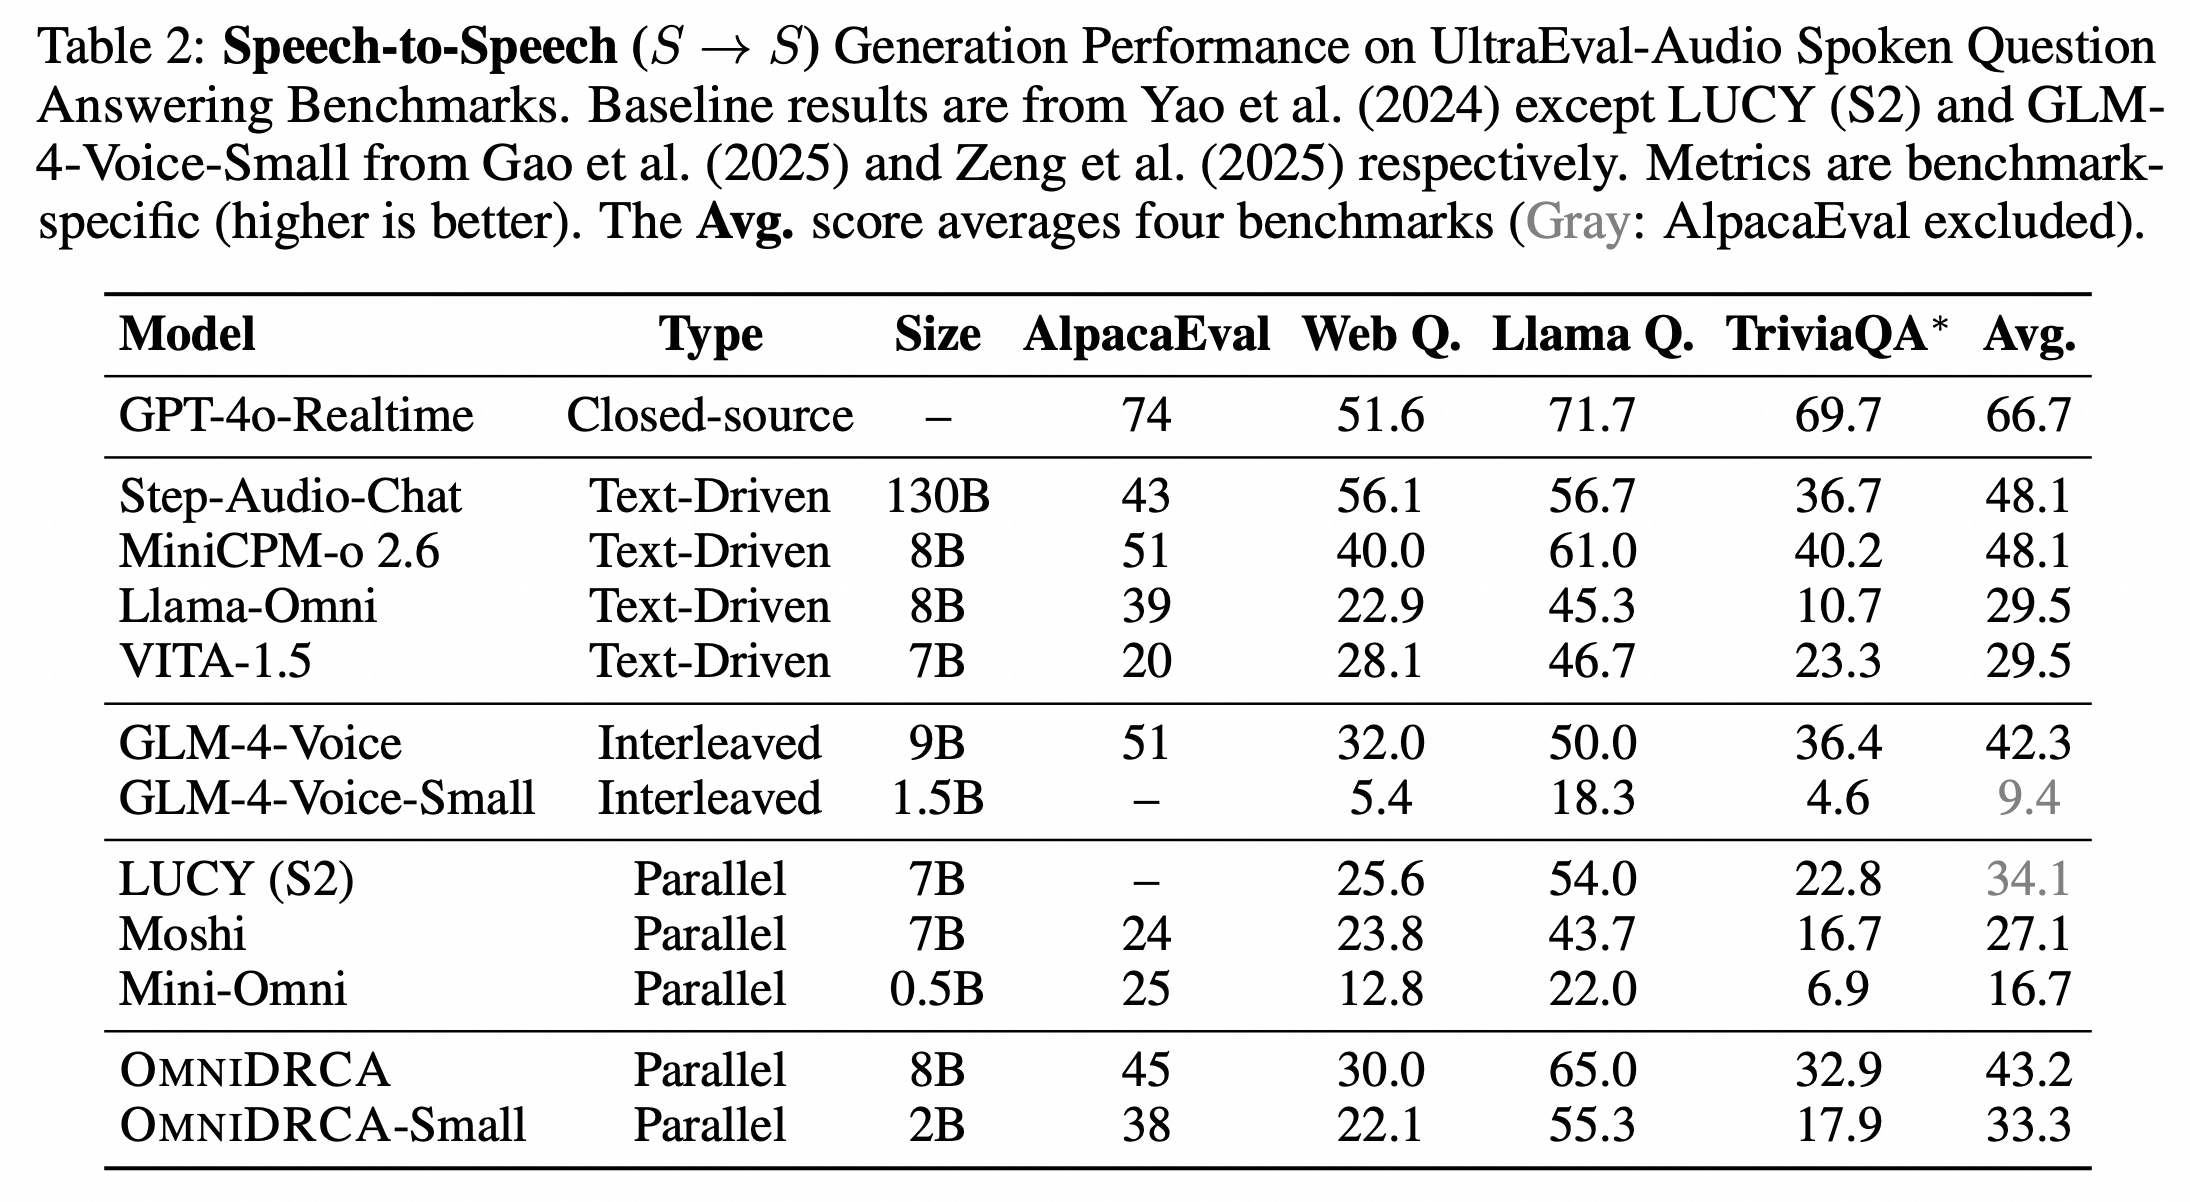 Table 2: Speech-to-Speech (S → S) Generation Performance on UltraEval-Audio Spoken Question
Answering Benchmarks. Baseline results are from Yao et al. (2024) except LUCY (S2) and GLM-
4-Voice-Small from Gao et al. (2025) and Zeng et al. (2025) respectively. Metrics are benchmark-
specific (higher is better). The Avg. score averages four benchmarks (Gray: AlpacaEval excluded).
Model Type Size AlpacaEval Web Q. Llama Q. TriviaQA* Avg.
GPT-4o-Realtime Closed-source – 74 51.6 71.7 69.7 66.7
Step-Audio-Chat Text-Driven 130B 43 56.1 56.7 36.7 48.1
MiniCPM-o 2.6 Text-Driven 8B 51 40.0 61.0 40.2 48.1
Llama-Omni Text-Driven 8B 39 22.9 45.3 10.7 29.5
VITA-1.5 Text-Driven 7B 20 28.1 46.7 23.3 29.5
GLM-4-Voice Interleaved 9B 51 32.0 50.0 36.4 42.3
GLM-4-Voice-Small Interleaved 1.5B – 5.4 18.3 4.6 9.4
LUCY (S2) Parallel 7B – 25.6 54.0 22.8 34.1
Moshi Parallel 7B 24 23.8 43.7 16.7 27.1
Mini-Omni Parallel 0.5B 25 12.8 22.0 6.9 16.7
OMNIDRCA Parallel 8B 45 30.0 65.0 32.9 43.2
OMNIDRCA-Small Parallel 2B 38 22.1 55.3 17.9 33.3